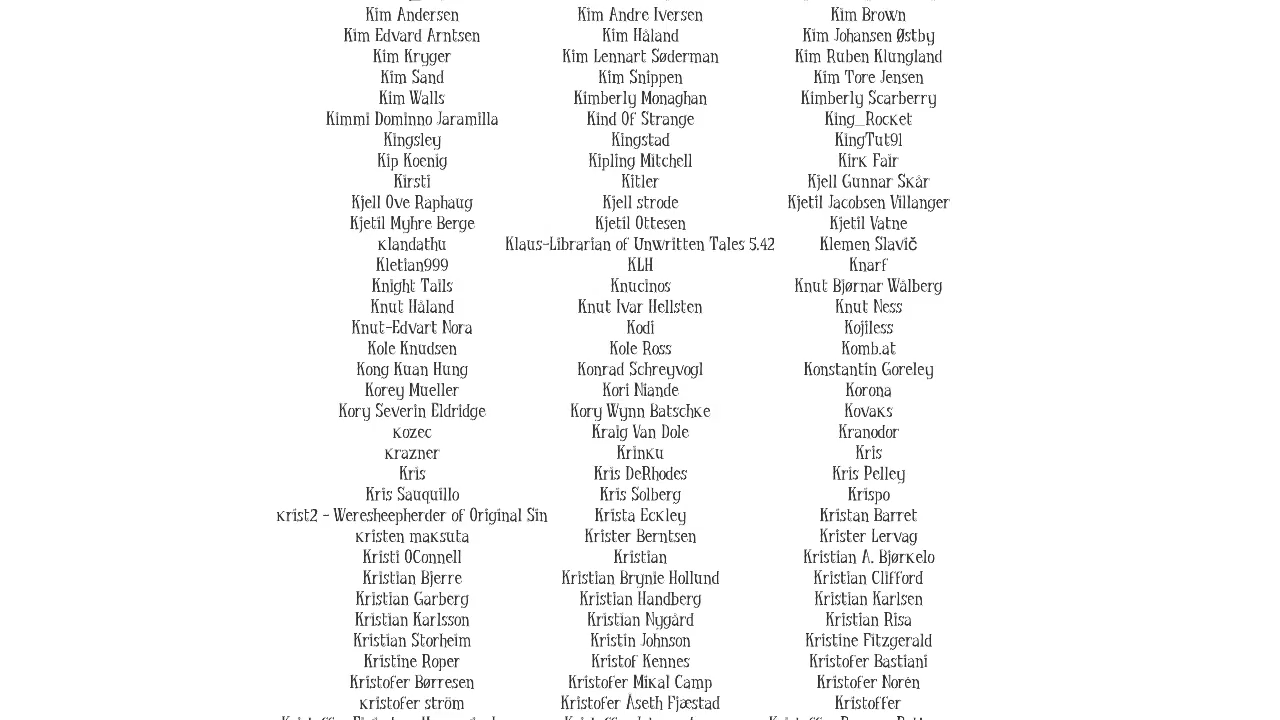 Kim Andersen Kim Andre Iversen Kim Brown
Kim Edvard Arntsen Kim Håland Kim Johansen Østby
Kim Kryger Kim Lennart Søderman Kim Ruben Klungland
Kim Sand Kim Snippen Kim Tore Jensen
Kim Walls Kimberly Monaghan Kimberly Scarberry
Kimmi Dominno Jaramilla Kind Of Strange King_Rocket
Kingsley Kingstad KingTut91
Kip Koenig Kipling Mitchell Kirk Fair
Kirsti Kitler Kjell Gunnar Skår
Kjell Ove Raphaug Kjell strode Kjetil Jacobsen Villanger
Kjetil Myhre Berge Kjetil Ottesen Kjetil Vatne
klandathu Klaus-Librarian of Unwritten Tales 5.42 Klemen Slavič
Kletian999 KLH Knarf
Knight Tails Knucinos Knut Bjørnar Wålberg
Knut Håland Knut Ivar Hellsten Knut Ness
Knut-Edvart Nora Kodi Kojiless
Kole Knudsen Kole Ross Komb.at
Kong Kuan Hung Konrad Schreyvogl Konstantin Goreley
Korey Mueller Kori Niande Korona
Kory Severin Eldridge Kory Wynn Batschke Kovaks
kozec Kraig Van Dole Kranodor
krazner Krinku Kris
Kris Kris DeRhodes Kris Pelley
Kris Sauquillo Kris Solberg Krispo
krist2 - Weresheepherder of Original Sin Krista Eckley Kristan Barret
kristen maksuta Krister Berntsen Krister Lervag
Kristi OConnell Kristian Kristian A. Bjørkelo
Kristian Bjerre Kristian Brynie Hollund Kristian Clifford
Kristian Garberg Kristian Handberg Kristian Karlsen
Kristian Karlsson Kristian Nygård Kristian Risa
Kristian Storheim Kristin Johnson Kristine Fitzgerald
Kristine Roper Kristof Kennes Kristofer Bastiani
Kristofer Børresen Kristofer Mikal Camp Kristofer Norén
kristofer ström Kristofer Åseth Fjæstad Kristoffer